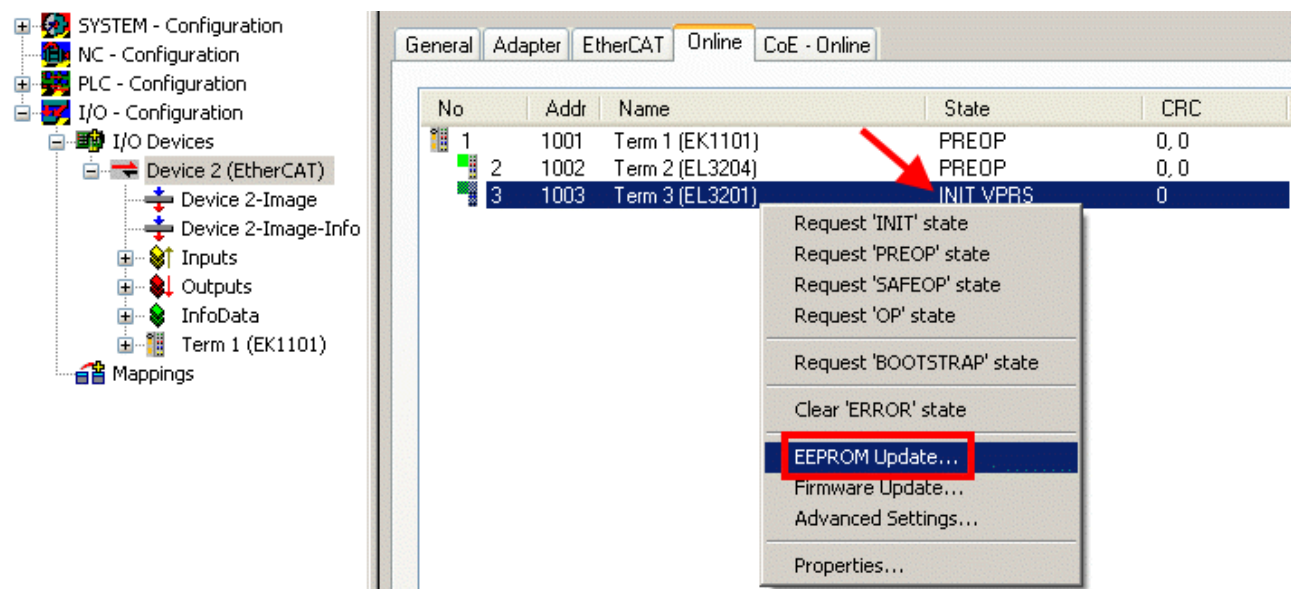 SYSTEM - Configuration
NC - Configuration
PLC - Configuration
I/O - Configuration
I/O Devices
Device 2 (EtherCAT)
Device 2-Image
Device 2-Image-Info
Inputs
Outputs
InfoData
Term 1 (EK1101)
Mappings
General Adapter EtherCAT Online CoE - Online
No Addr Name State CRC
1 1001 Term 1 (EK1101) PREOP 0, 0
2 1002 Term 2 (EL3204) PREOP 0, 0
3 1003 Term 3 (EL3201) INIT VPRS 0
Request 'INIT' state
Request 'PREOP' state
Request 'SAFEOP' state
Request 'OP' state
Request 'BOOTSTRAP' state
Clear 'ERROR' state
EEPROM Update...
Firmware Update...
Advanced Settings...
Properties...